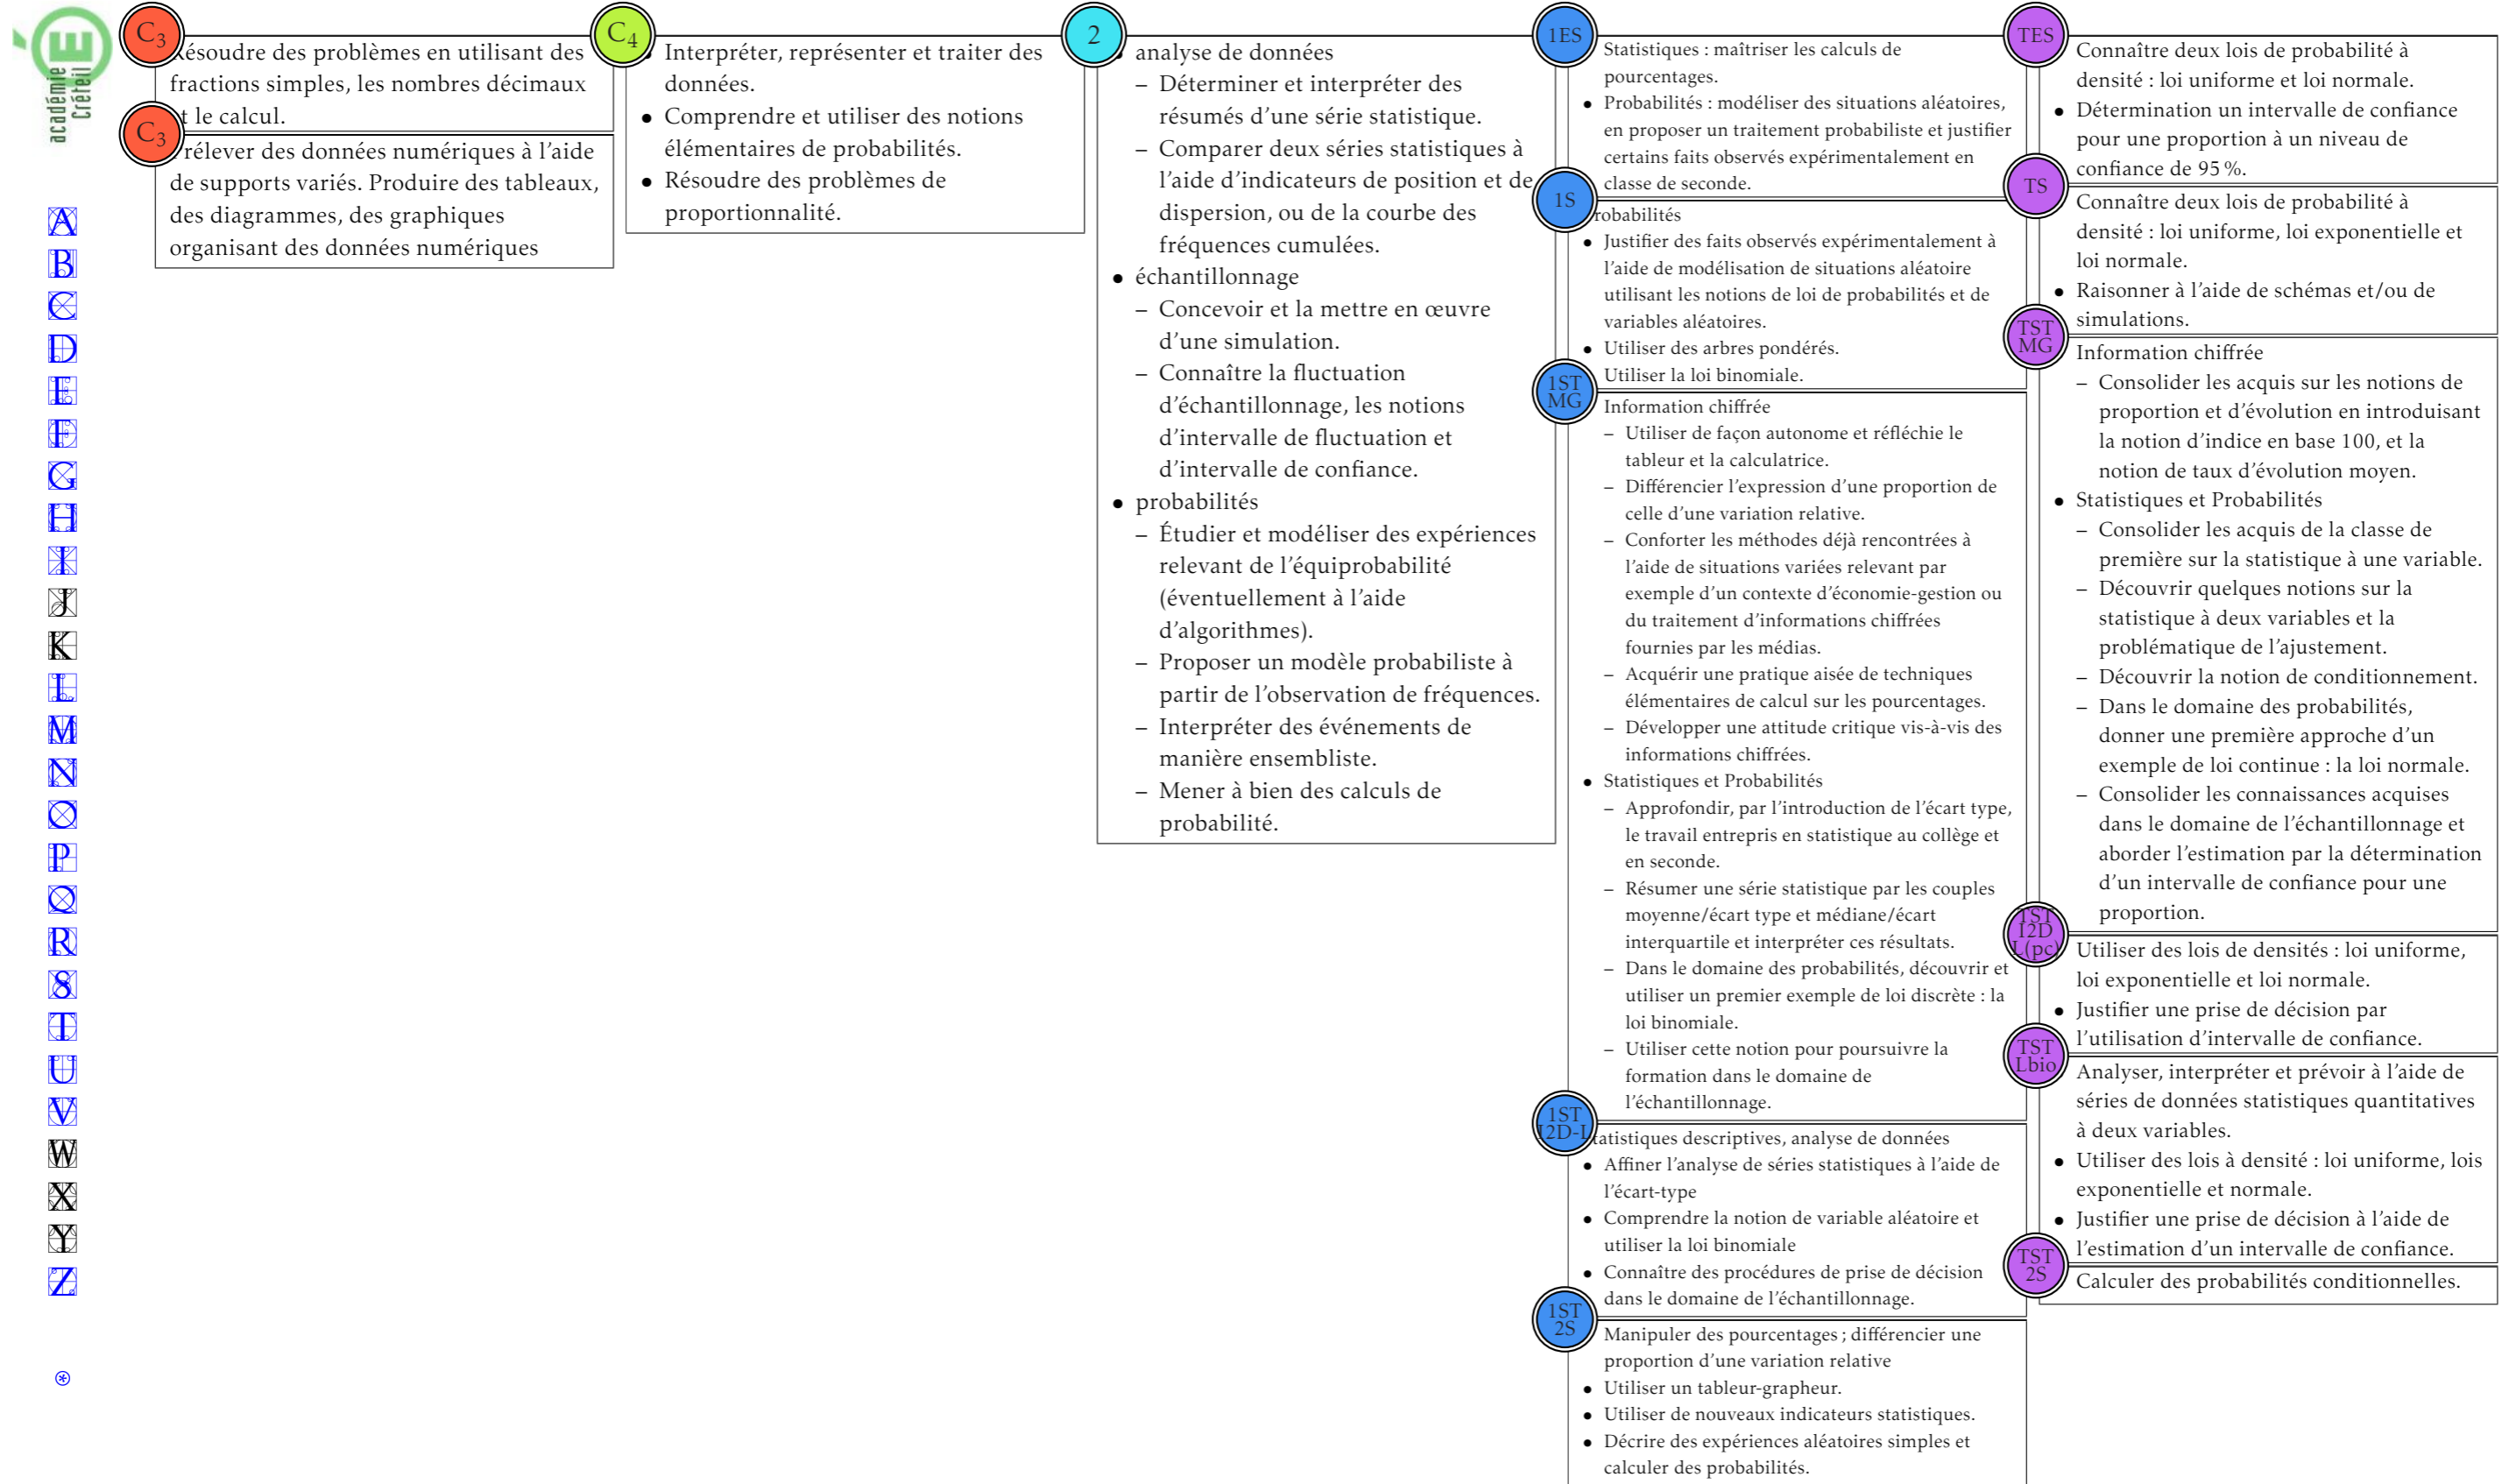 académie
Créteil
A
B
C
D
E
F
G
H
I
J
K
L
M
N
O
P
Q
R
S
T
U
V
W
X
Y
Z
C3
ésoudre des problèmes en utilisant des
fractions simples, les nombres décimaux
t le calcul.
C3
rélever des données numériques à l'aide
de supports variés. Produire des tableaux,
des diagrammes, des graphiques
organisant des données numériques
C4
Interpréter, représenter et traiter des
données.
• Comprendre et utiliser des notions
élémentaires de probabilités.
• Résoudre des problèmes de
proportionnalité.
2
analyse de données
– Déterminer et interpréter des
résumés d'une série statistique.
– Comparer deux séries statistiques à
l'aide d'indicateurs de position et de
dispersion, ou de la courbe des
fréquences cumulées.
• échantillonnage
– Concevoir et la mettre en œuvre
d'une simulation.
– Connaître la fluctuation
d'échantillonnage, les notions
d'intervalle de fluctuation et
d'intervalle de confiance.
• probabilités
– Étudier et modéliser des expériences
relevant de l'équiprobabilité
(éventuellement à l'aide
d'algorithmes).
– Proposer un modèle probabiliste à
partir de l'observation de fréquences.
– Interpréter des événements de
manière ensembliste.
– Mener à bien des calculs de
probabilité.
1ES
Statistiques : maîtriser les calculs de
pourcentages.
• Probabilités : modéliser des situations aléatoires,
en proposer un traitement probabiliste et justifier
certains faits observés expérimentalement en
classe de seconde.
1S
robabilités
• Justifier des faits observés expérimentalement à
l'aide de modélisation de situations aléatoire
utilisant les notions de loi de probabilités et de
variables aléatoires.
• Utiliser des arbres pondérés.
Utiliser la loi binomiale.
1ST
MG
Information chiffrée
– Utiliser de façon autonome et réfléchie le
tableur et la calculatrice.
– Différencier l'expression d'une proportion de
celle d'une variation relative.
– Conforter les méthodes déjà rencontrées à
l'aide de situations variées relevant par
exemple d'un contexte d'économie-gestion ou
du traitement d'informations chiffrées
fournies par les médias.
– Acquérir une pratique aisée de techniques
élémentaires de calcul sur les pourcentages.
– Développer une attitude critique vis-à-vis des
informations chiffrées.
• Statistiques et Probabilités
– Approfondir, par l'introduction de l'écart type,
le travail entrepris en statistique au collège et
en seconde.
– Résumer une série statistique par les couples
moyenne/écart type et médiane/écart
interquartile et interpréter ces résultats.
– Dans le domaine des probabilités, découvrir et
utiliser un premier exemple de loi discrète : la
loi binomiale.
– Utiliser cette notion pour poursuivre la
formation dans le domaine de
l'échantillonnage.
1ST
I2D-L
tatistiques descriptives, analyse de données
• Affiner l'analyse de séries statistiques à l'aide de
l'écart-type
• Comprendre la notion de variable aléatoire et
utiliser la loi binomiale
• Connaître des procédures de prise de décision
dans le domaine de l'échantillonnage.
1ST
2S
Manipuler des pourcentages ; différencier une
proportion d'une variation relative
• Utiliser un tableur-grapheur.
• Utiliser de nouveaux indicateurs statistiques.
• Décrire des expériences aléatoires simples et
calculer des probabilités.
TES
Connaître deux lois de probabilité à
densité : loi uniforme et loi normale.
• Détermination un intervalle de confiance
pour une proportion à un niveau de
confiance de 95 %.
TS
Connaître deux lois de probabilité à
densité : loi uniforme, loi exponentielle et
loi normale.
• Raisonner à l'aide de schémas et/ou de
simulations.
TST
MG
Information chiffrée
– Consolider les acquis sur les notions de
proportion et d'évolution en introduisant
la notion d'indice en base 100, et la
notion de taux d'évolution moyen.
• Statistiques et Probabilités
– Consolider les acquis de la classe de
première sur la statistique à une variable.
– Découvrir quelques notions sur la
statistique à deux variables et la
problématique de l'ajustement.
– Découvrir la notion de conditionnement.
– Dans le domaine des probabilités,
donner une première approche d'un
exemple de loi continue : la loi normale.
– Consolider les connaissances acquises
dans le domaine de l'échantillonnage et
aborder l'estimation par la détermination
d'un intervalle de confiance pour une
proportion.
TST
I2D
L(pc)
Utiliser des lois de densités : loi uniforme,
loi exponentielle et loi normale.
• Justifier une prise de décision par
l'utilisation d'intervalle de confiance.
TST
Lbio
Analyser, interpréter et prévoir à l'aide de
séries de données statistiques quantitatives
à deux variables.
• Utiliser des lois à densité : loi uniforme, lois
exponentielle et normale.
• Justifier une prise de décision à l'aide de
l'estimation d'un intervalle de confiance.
TST
2S
Calculer des probabilités conditionnelles.